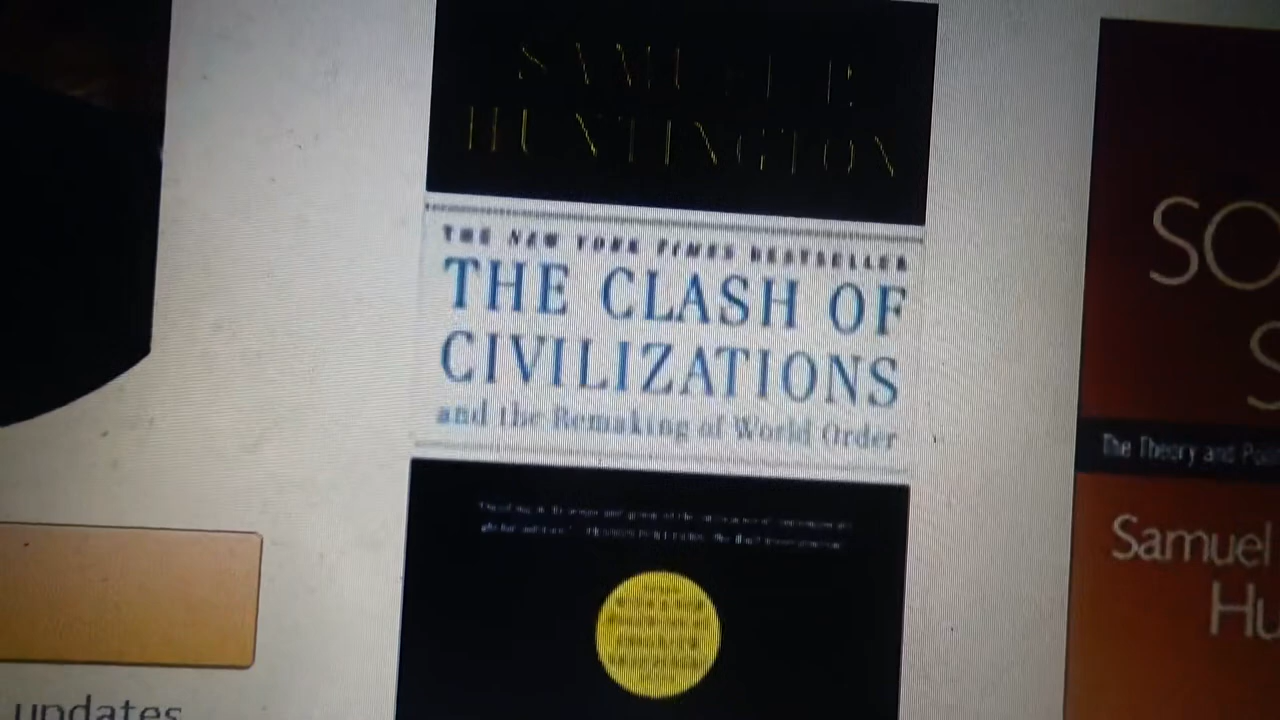 SAMUEL P.
HUNTINGTON
THE NEW YORK TIMES BESTSELLER
THE CLASH OF
CIVILIZATIONS
and the Remaking of World Order
SO
S
The Theory and Poli
Samuel
Hu
updates